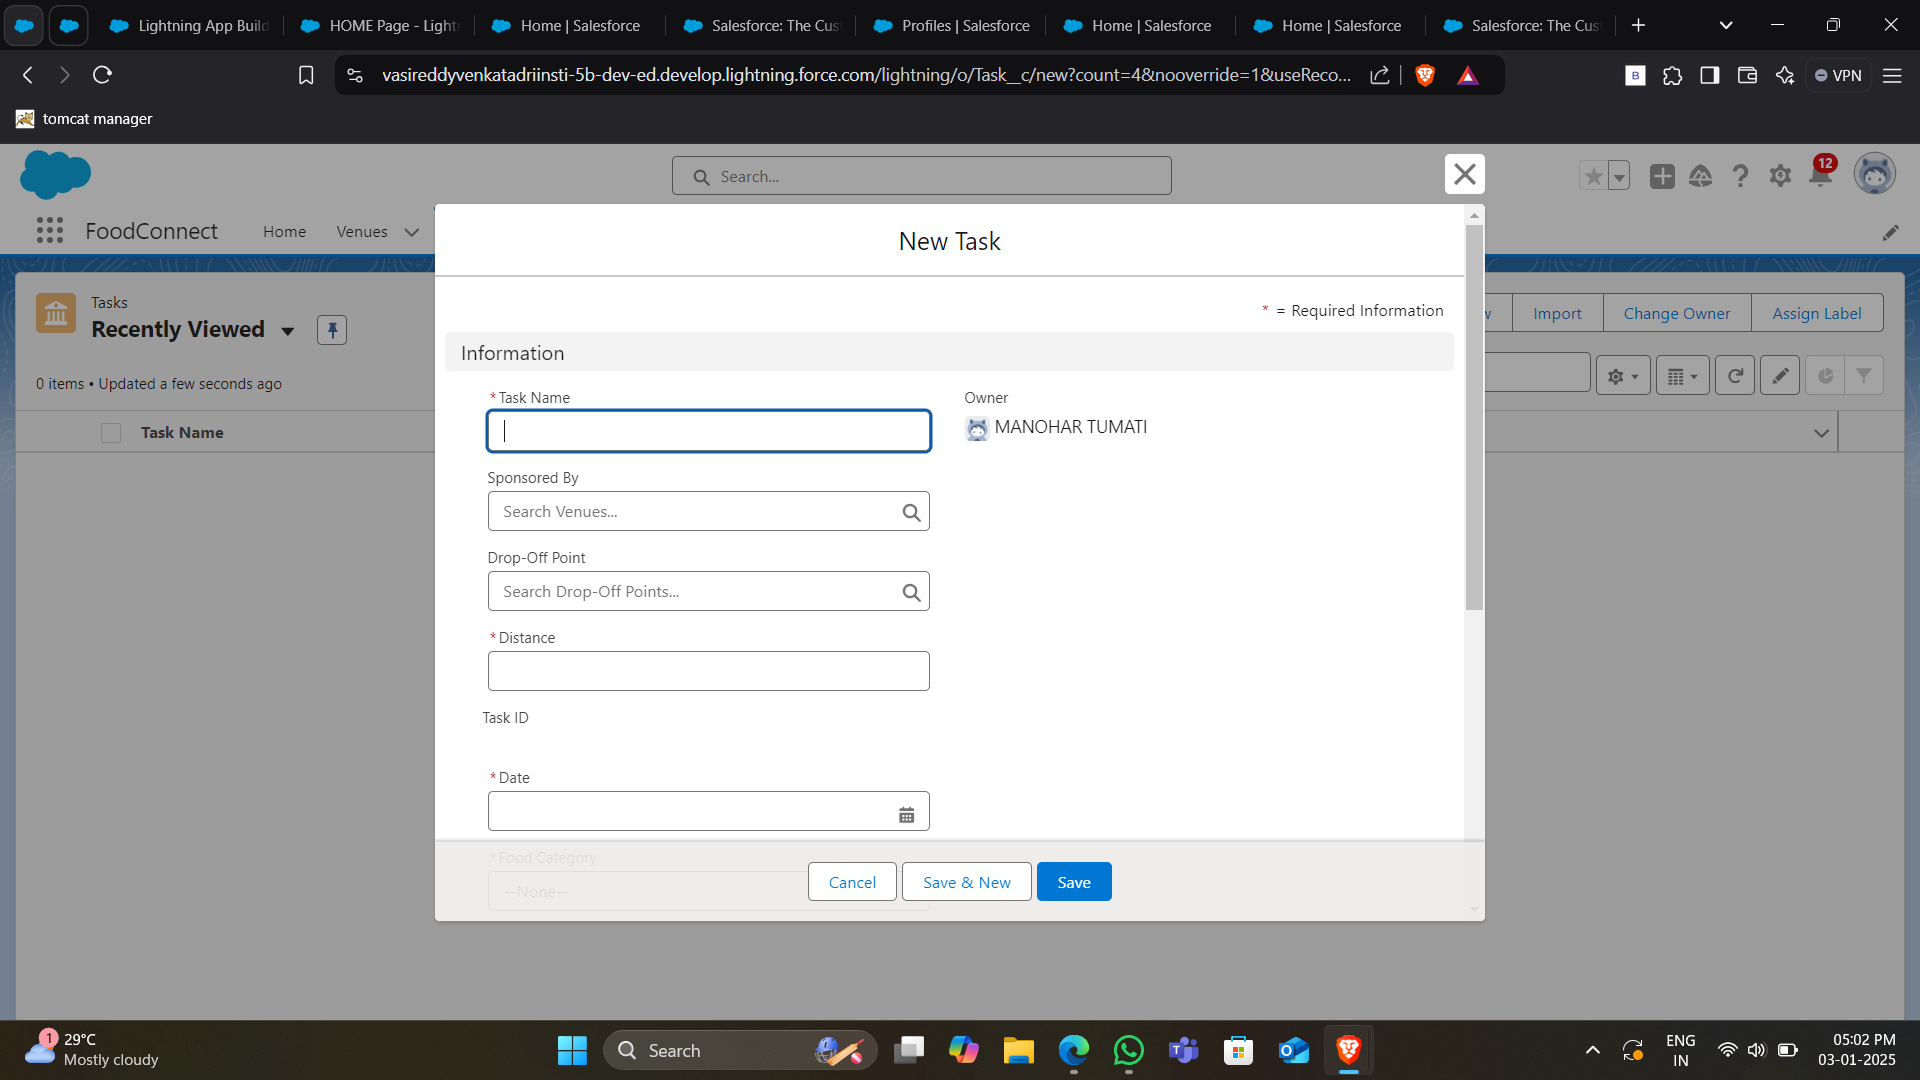 Lightning App Build
HOME Page - Light
Home | Salesforce
Salesforce: The Cus
Profiles | Salesforce
Home | Salesforce
Home | Salesforce
Salesforce: The Cus
vasireddyvenkatadriinsti-5b-dev-ed.develop.lightning.force.com/lightning/o/Task__c/new?count=4&nooverride=1&useReco...
B
VPN
tomcat manager
Search...
12
FoodConnect
Home
Venues
New Task
Tasks
Recently Viewed
Import
Change Owner
Assign Label
0 items • Updated a few seconds ago
Task Name
* = Required Information
Information
*Task Name
Owner
MANOHAR TUMATI
Sponsored By
Search Venues...
Drop-Off Point
Search Drop-Off Points...
*Distance
Task ID
*Date
*Food Category
--None--
Cancel
Save & New
Save
1
29°C
Mostly cloudy
Search
ENG
IN
05:02 PM
03-01-2025